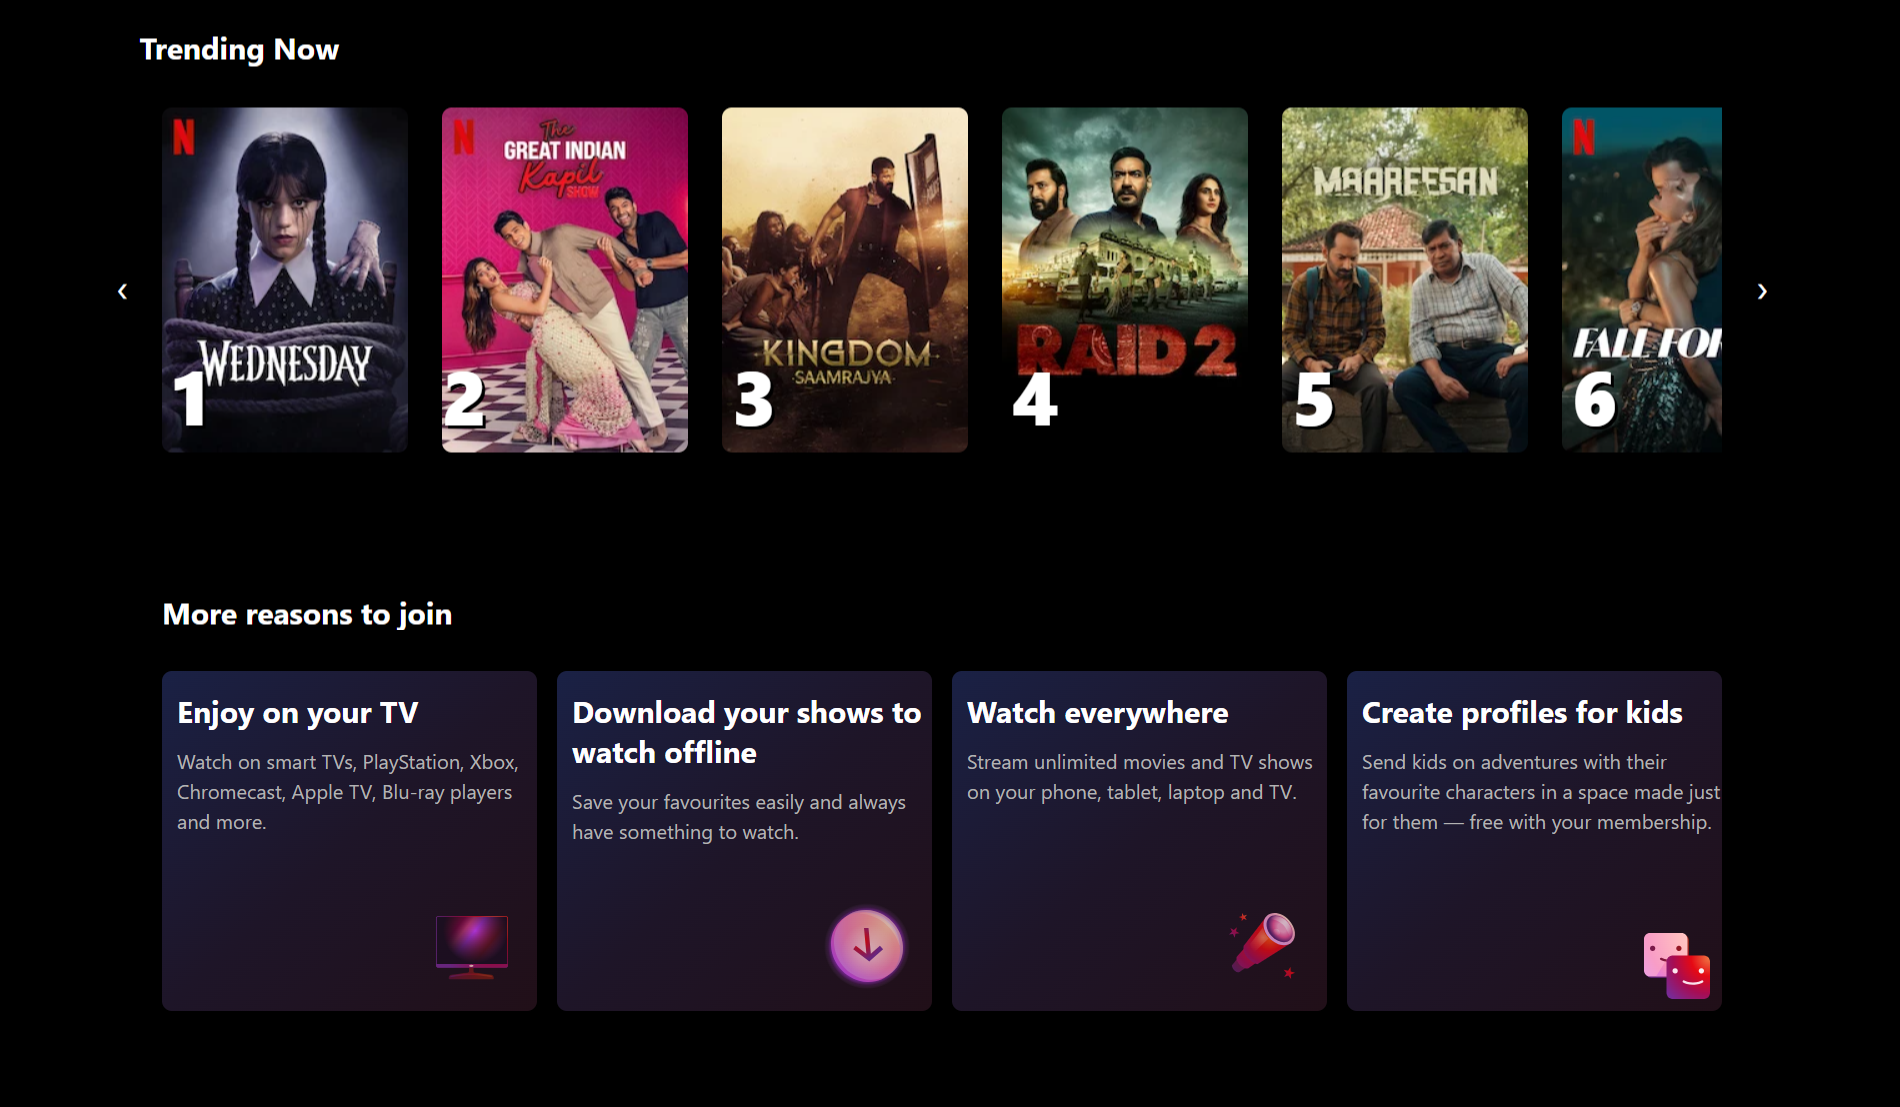 Trending Now
N
WEDNESDAY
1
N
The
GREAT INDIAN
Kapil
SHOW
2
KINGDOM
SAAMRAJYA
3
RAID 2
4
MAAREESAN
5
N
FALL FOR
6
‹
›
More reasons to join
Enjoy on your TV
Watch on smart TVs, PlayStation, Xbox,
Chromecast, Apple TV, Blu-ray players
and more.
Download your shows to
watch offline
Save your favourites easily and always
have something to watch.
Watch everywhere
Stream unlimited movies and TV shows
on your phone, tablet, laptop and TV.
Create profiles for kids
Send kids on adventures with their
favourite characters in a space made just
for them — free with your membership.